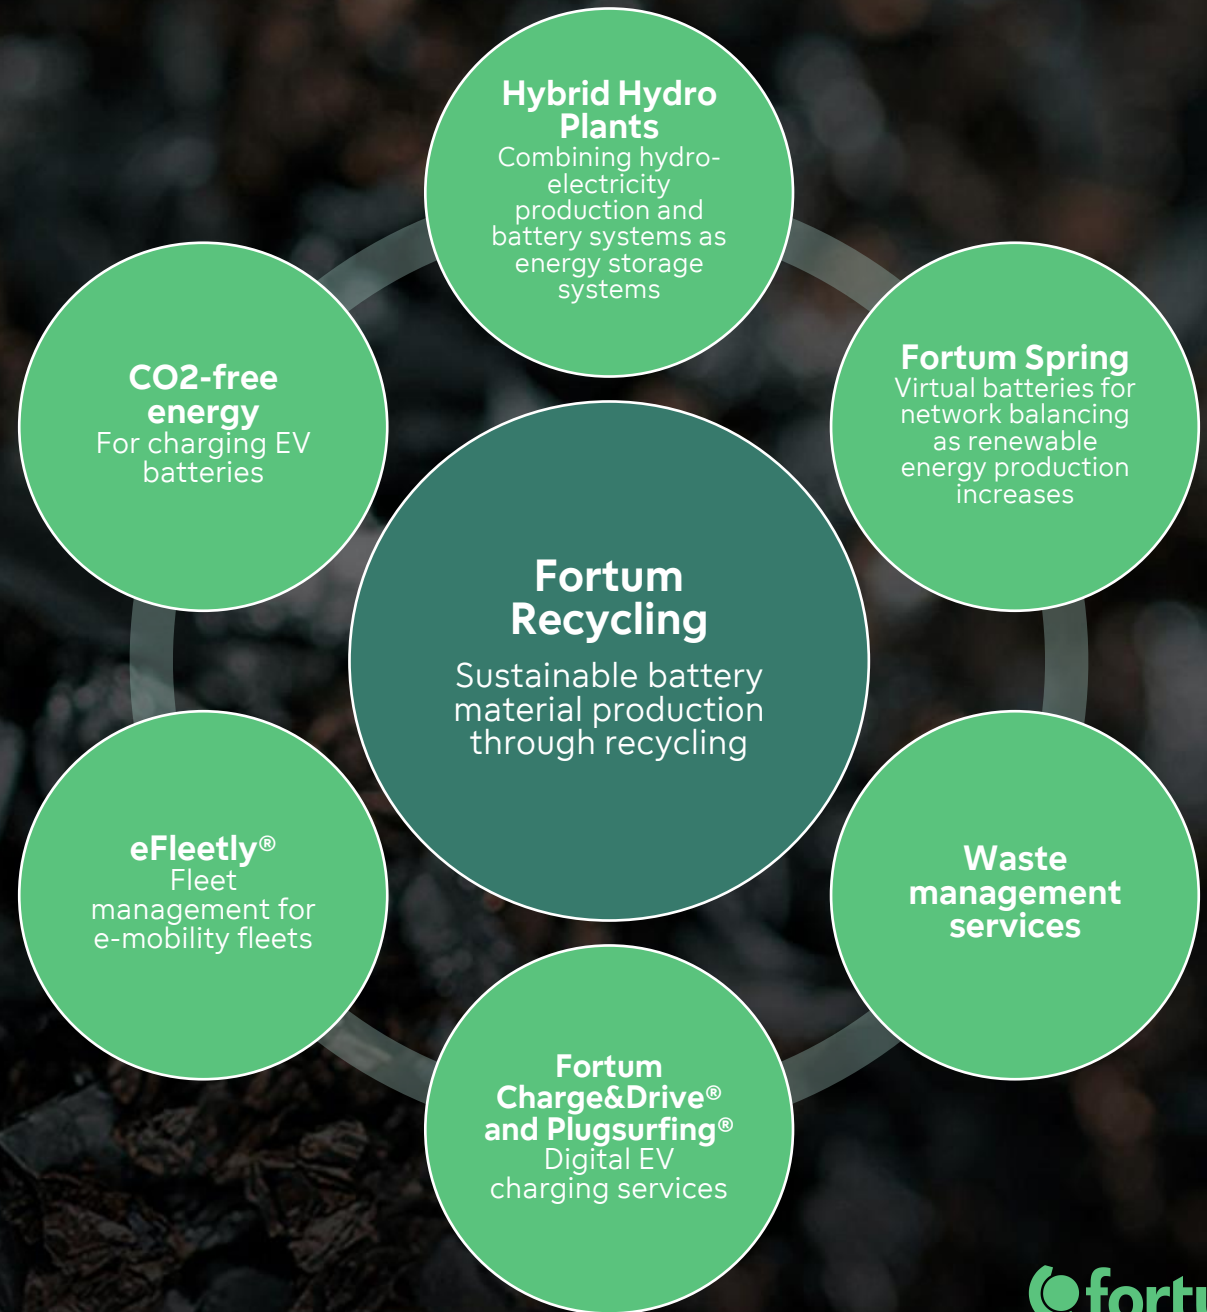 Hybrid Hydro
Plants
Combining hydro-
electricity
production and
battery systems as
energy storage
systems
CO2-free
energy
For charging EV
batteries
Fortum Spring
Virtual batteries for
network balancing
as renewable
energy production
increases
Fortum
Recycling
Sustainable battery
material production
through recycling
eFleetly®
Fleet
management for
e-mobility fleets
Waste
management
services
Fortum
Charge&Drive®
and Plugsurfing®
Digital EV
charging services
fortu